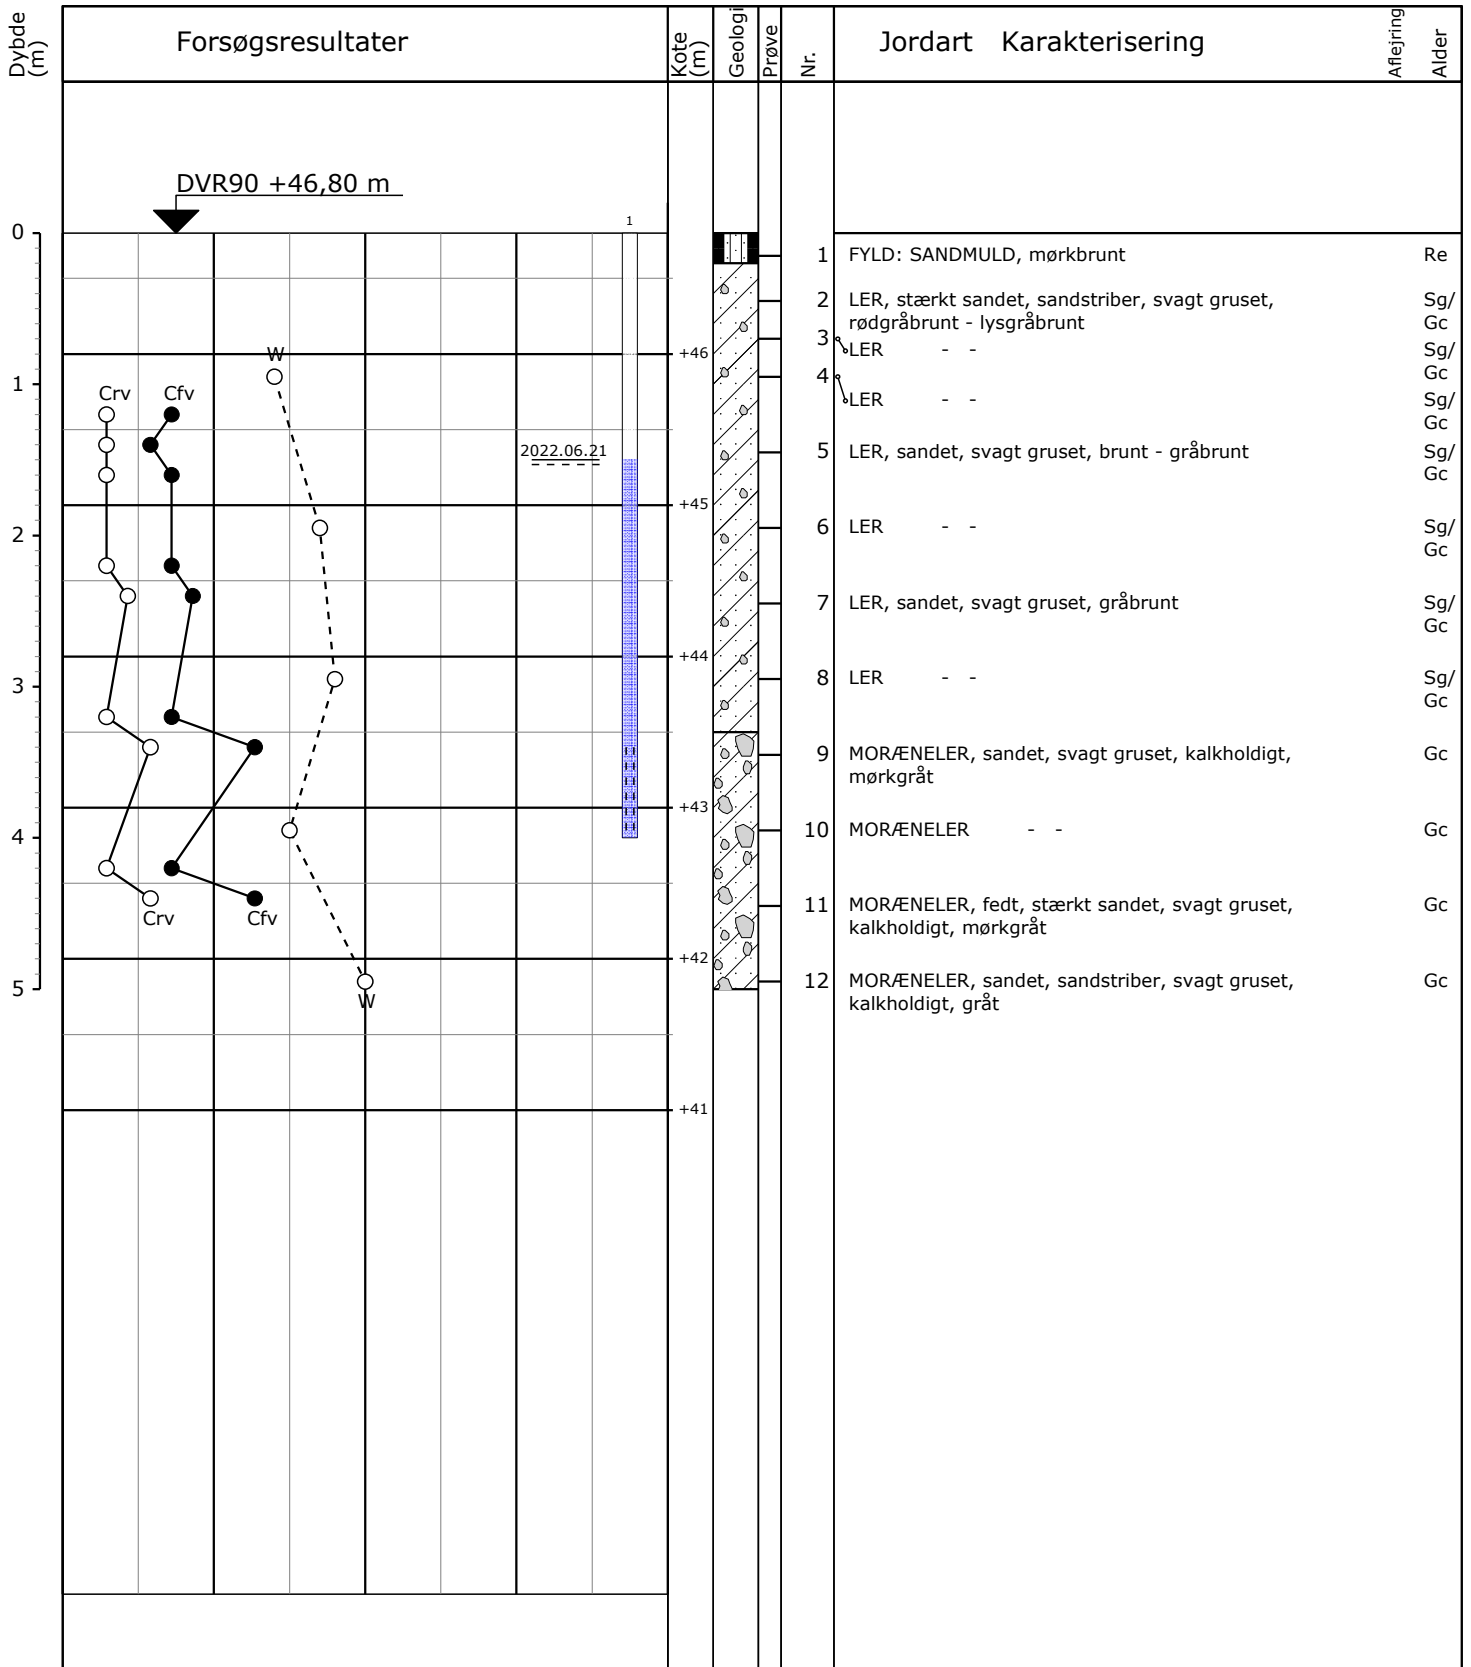 Dybde
(m)
Forsøgsresultater
Kote
(m)
Geologi
Prøve
Nr.
Jordart Karakterisering
Aflejring
Alder
DVR90 +46,80 m
1
0
1 FYLD: SANDMULD, mørkbrunt Re
2 LER, stærkt sandet, sandstriber, svagt gruset, Sg/
rødgråbrunt - lysgråbrunt Gc
3
W
+46
LER - - Sg/
Gc
4
1
Crv Cfv
LER - - Sg/
Gc
2022.06.21
5 LER, sandet, svagt gruset, brunt - gråbrunt Sg/
Gc
+45
2
6 LER - - Sg/
Gc
7 LER, sandet, svagt gruset, gråbrunt Sg/
Gc
+44
3
8 LER - - Sg/
Gc
9 MORÆNELER, sandet, svagt gruset, kalkholdigt, Gc
mørkgråt
+43
4
10 MORÆNELER - - Gc
11 MORÆNELER, fedt, stærkt sandet, svagt gruset, Gc
kalkholdigt, mørkgråt
Crv Cfv
+42
5
12 MORÆNELER, sandet, sandstriber, svagt gruset, Gc
kalkholdigt, gråt
W
+41